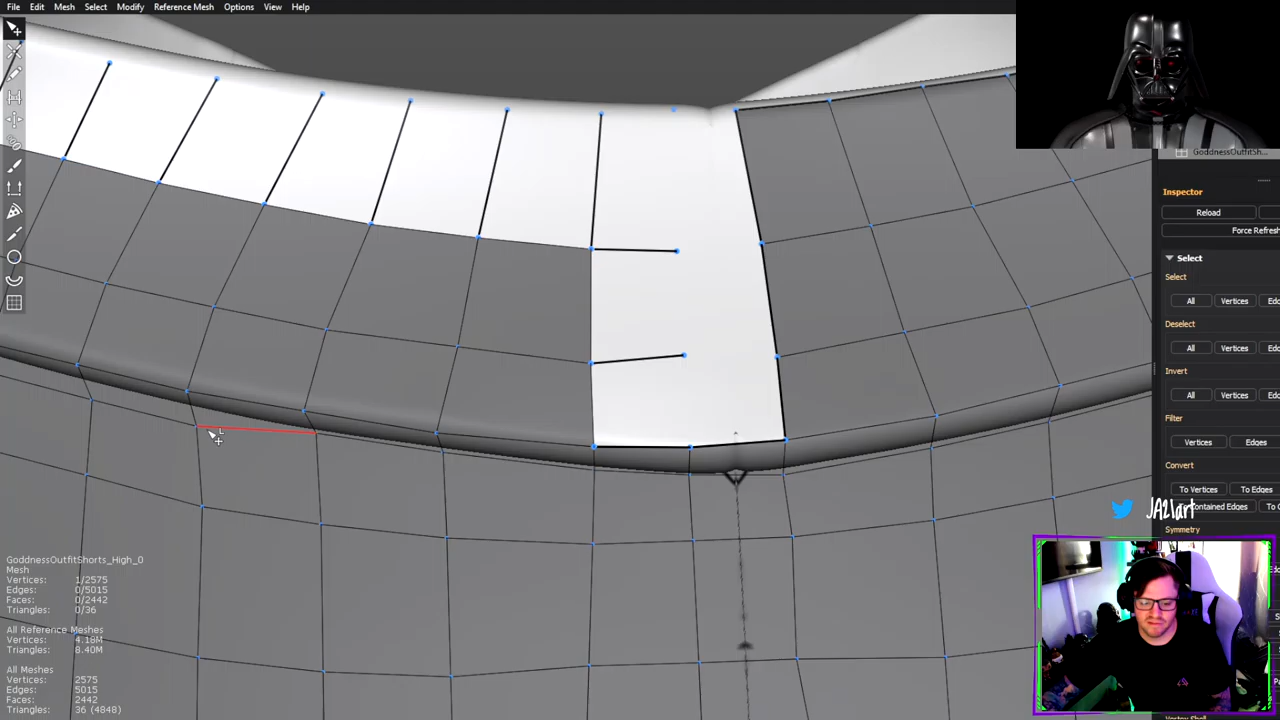 File Edit Mesh Select Modify Reference Mesh Options View Help
GoddnessOutfitSh...
Inspector
Reload
Force Refresh
Select
Select
All Vertices
Deselect
All Vertices
Invert
All Vertices
Filter
Vertices Edges
Convert
To Vertices To Edges
Contained Edges
Symmetry
JA21art
GoddnessOutfitShorts_High_0
Mesh
Vertices: 1/2575
Edges: 0/5015
Faces: 0/2442
Triangles: 0/36
All Reference Meshes
Vertices: 4.16M
Triangles: 8.40M
All Meshes
Vertices: 2575
Edges: 5015
Faces: 2442
Triangles: 36 (4848)